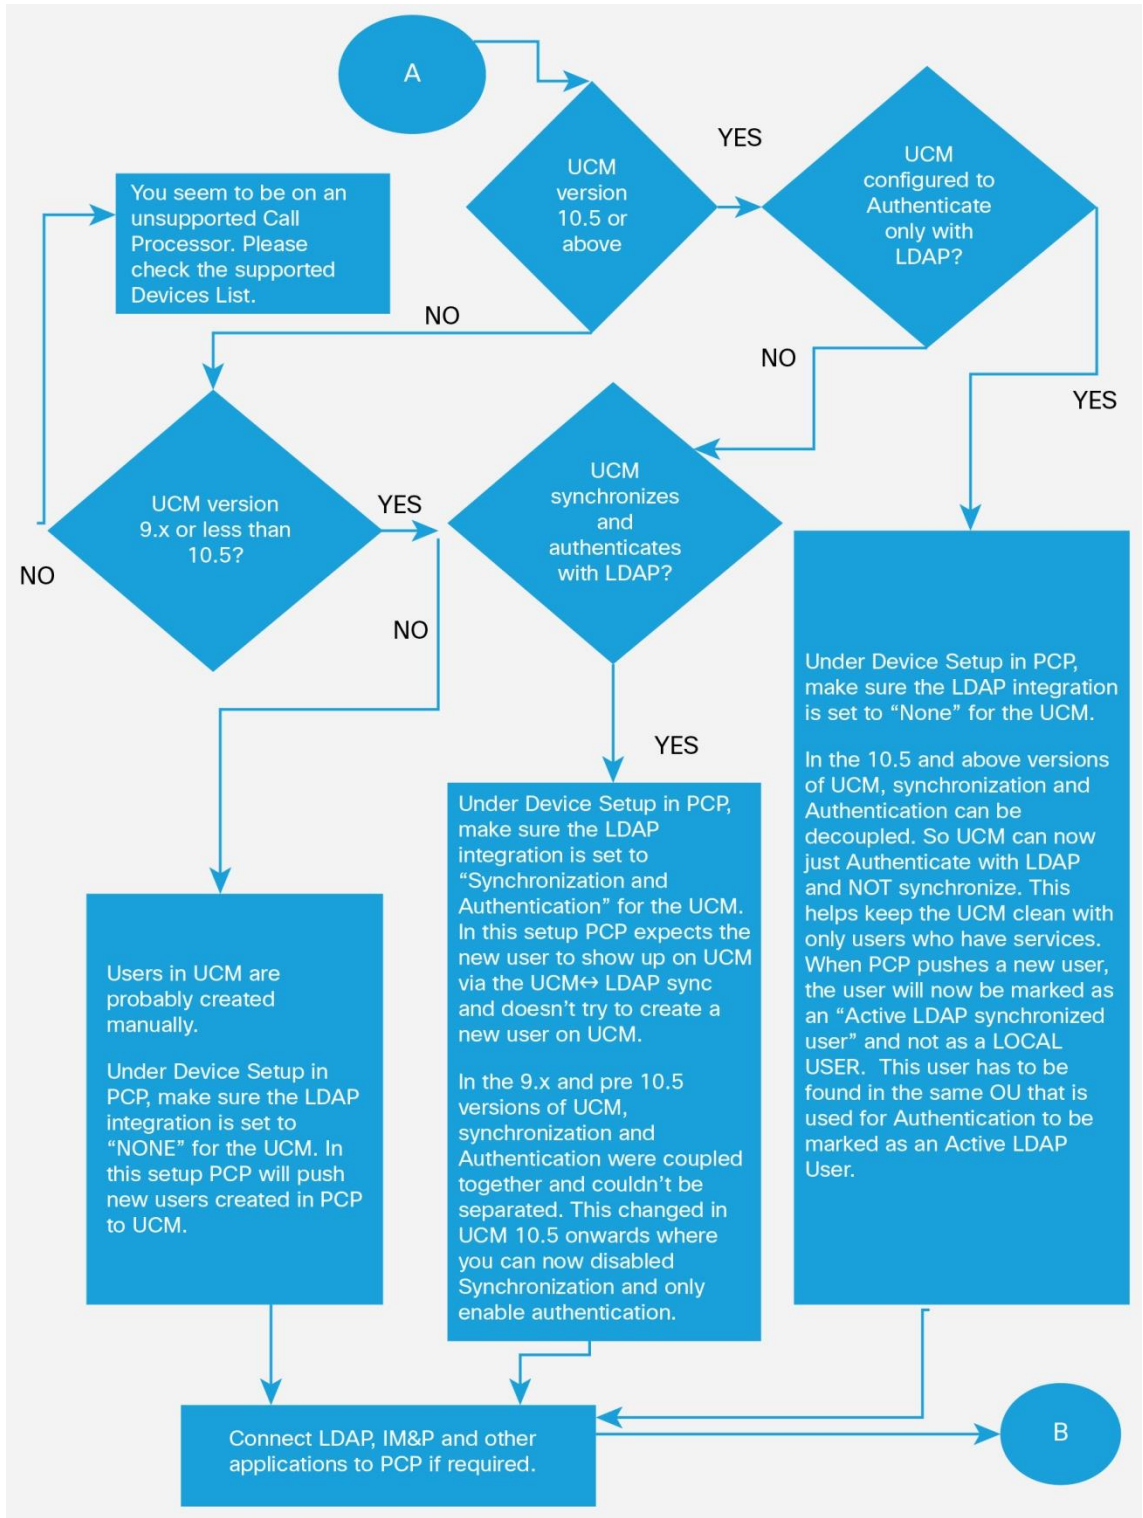 A
UCM
version
10.5 or
above
YES
UCM
configured to
Authenticate
only with
LDAP?
You seem to be on an
unsupported Call
Processor. Please
check the supported
Devices List.
NO
NO
YES
UCM version
9.x or less than
10.5?
YES
NO
NO
UCM
synchronizes
and
authenticates
with LDAP?
YES
Under Device Setup in PCP,
make sure the LDAP integration
is set to “None” for the UCM.
In the 10.5 and above versions
of UCM, synchronization and
Authentication can be
decoupled. So UCM can now
just Authenticate with LDAP
and NOT synchronize. This
helps keep the UCM clean with
only users who have services.
When PCP pushes a new user,
the user will now be marked as
an “Active LDAP synchronized
user” and not as a LOCAL
USER.  This user has to be
found in the same OU that is
used for Authentication to be
marked as an Active LDAP
User.
Under Device Setup in PCP,
make sure the LDAP
integration is set to
“Synchronization and
Authentication” for the UCM.
In this setup PCP expects the
new user to show up on UCM
via the UCM↔ LDAP sync
and doesn’t try to create a
new user on UCM.
In the 9.x and pre 10.5
versions of UCM,
synchronization and
Authentication were coupled
together and couldn’t be
separated. This changed in
UCM 10.5 onwards where
you can now disabled
Synchronization and only
enable authentication.
Users in UCM are
probably created
manually.
Under Device Setup in
PCP, make sure the LDAP
integration is set to
“NONE” for the UCM. In
this setup PCP will push
new users created in PCP
to UCM.
Connect LDAP, IM&P and other
applications to PCP if required.
B